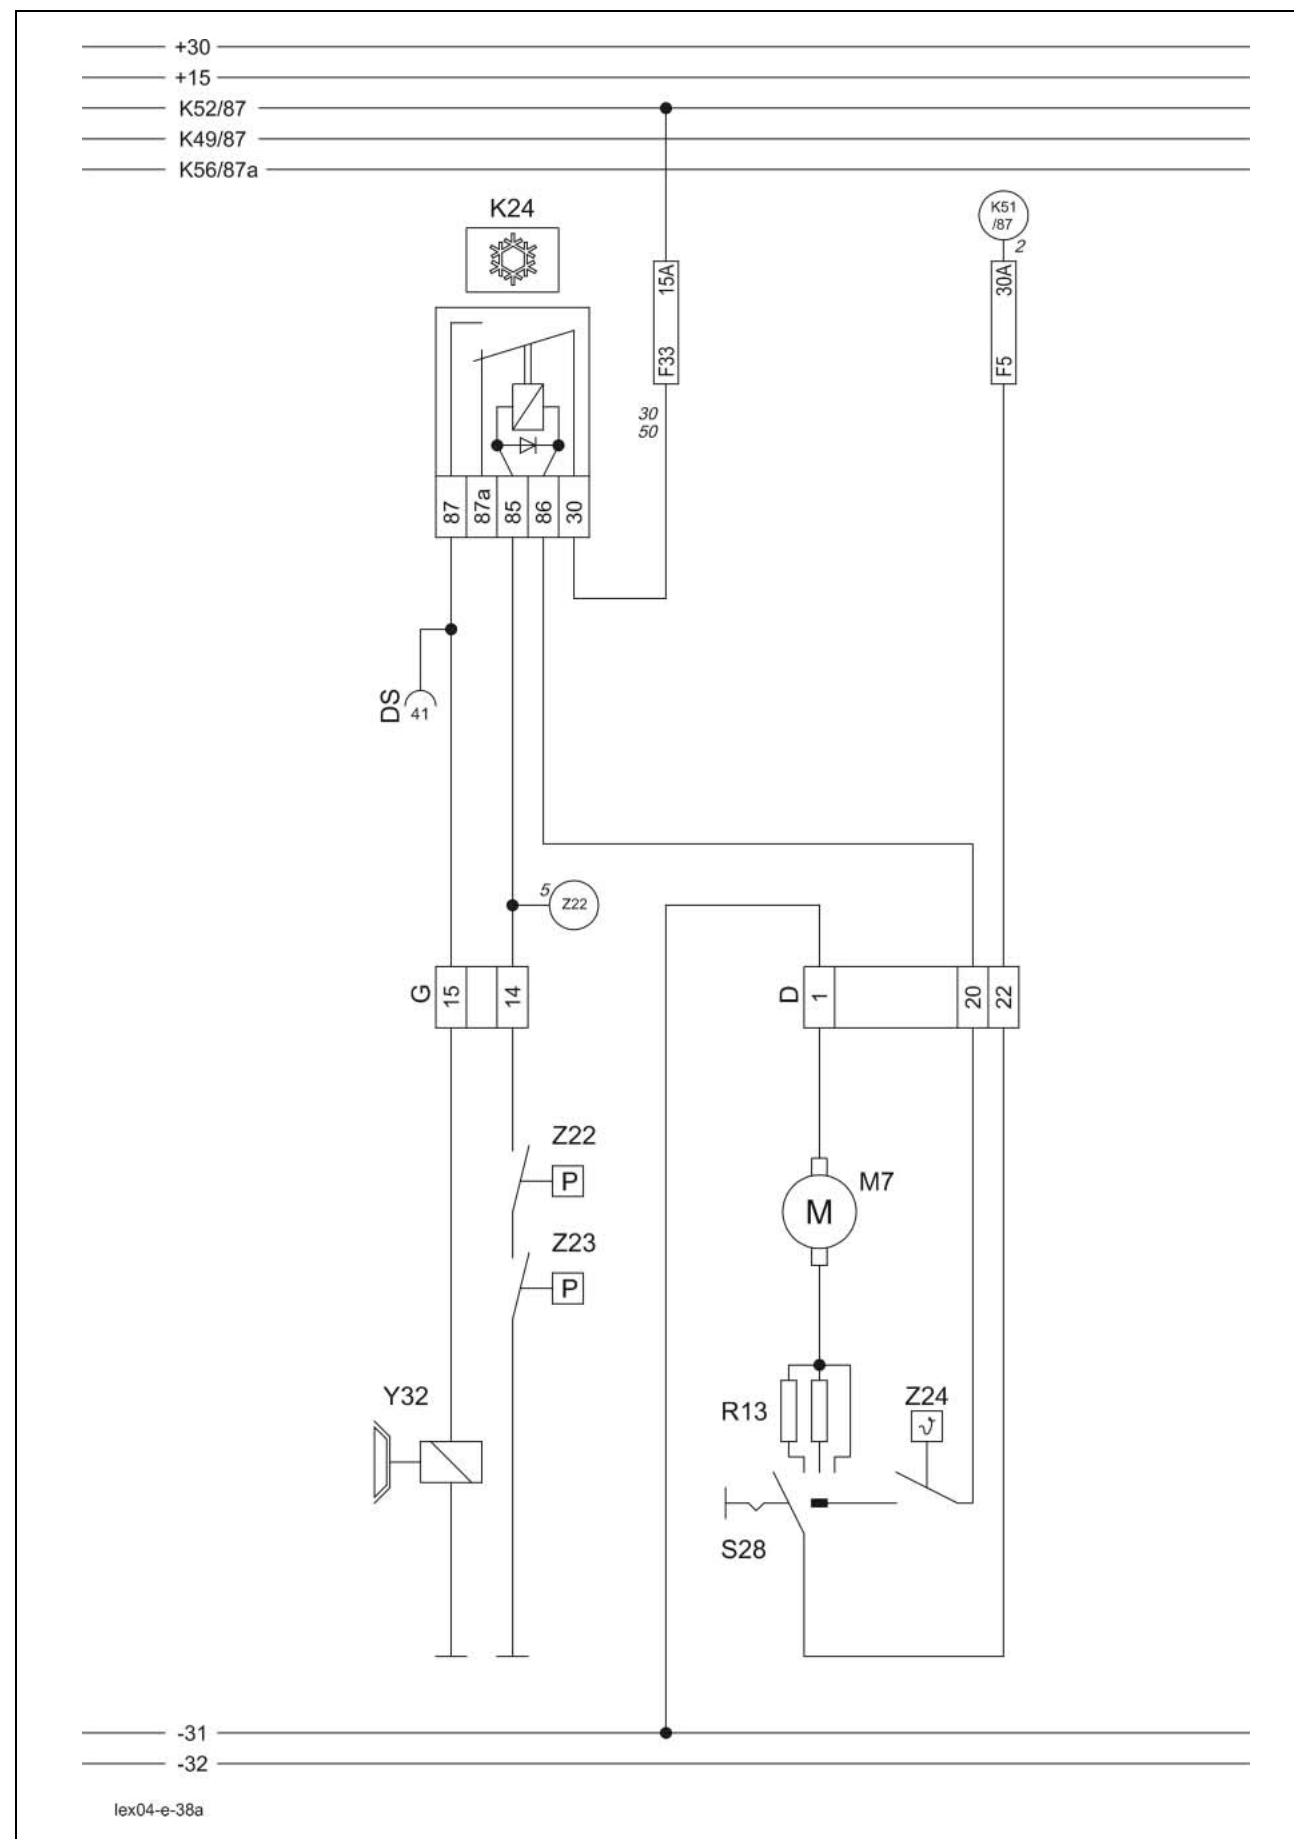 +30
+15
K52/87
K49/87
K56/87a
K24
K51
/87
2
15A
F33
30A
F5
30
50
87
87a
85
86
30
DS
41
5
Z22
G
15
14
D
1
20
22
Z22
P
M7
M
Z23
P
Y32
R13
Z24
ϑ
S28
-31
-32
lex04-e-38a